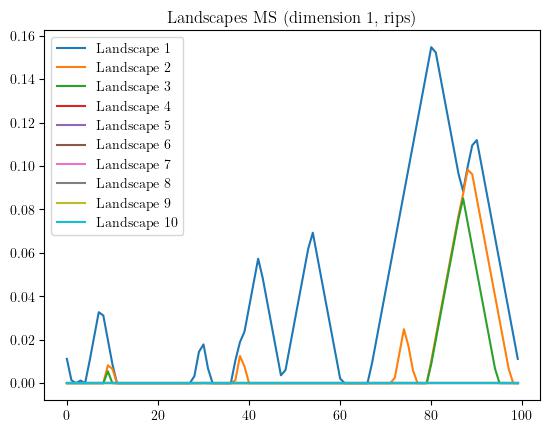 Landscapes MS (dimension 1, rips)
0.16
0.14
0.12
0.10
0.08
0.06
0.04
0.02
0.00
Landscape 1
Landscape 2
Landscape 3
Landscape 4
Landscape 5
Landscape 6
Landscape 7
Landscape 8
Landscape 9
Landscape 10
0 20 40 60 80 100